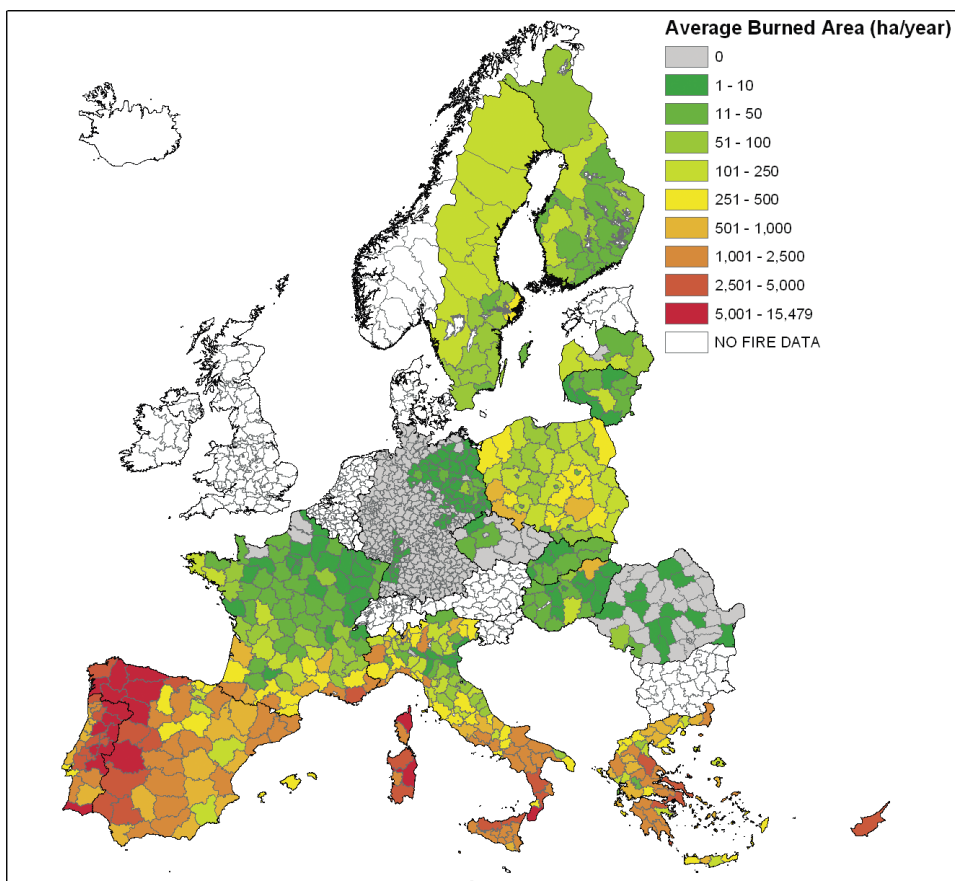 Average Burned Area (ha/year)
0
1 - 10
11 - 50
51 - 100
101 - 250
251 - 500
501 - 1,000
1,001 - 2,500
2,501 - 5,000
5,001 - 15,479
NO FIRE DATA